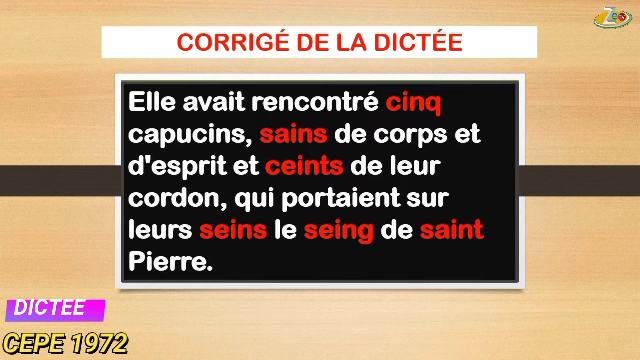 CORRIGÉ DE LA DICTÉE
Elle avait rencontré cinq
capucins, sains de corps et
d'esprit et ceints de leur
cordon, qui portaient sur
leurs seins le seing de saint
Pierre.
DICTEE
CEPE 1972